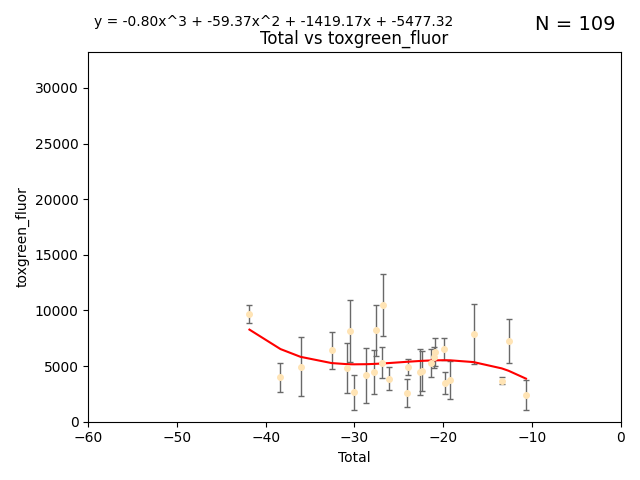 y = -0.80x^3 + -59.37x^2 + -1419.17x + -5477.32
N = 109
Total vs toxgreen_fluor
30000
25000
20000
15000
10000
5000
0
toxgreen_fluor
−60 −50 −40 −30 −20 −10 0
Total